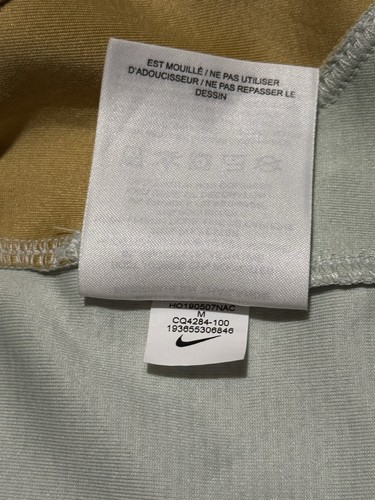 EST MOUILLÉ / NE PAS UTILISER
D'ADOUCISSEUR / NE PAS REPASSER LE
DESSIN
HO190507NAC
M
CQ4284-100
193655306846